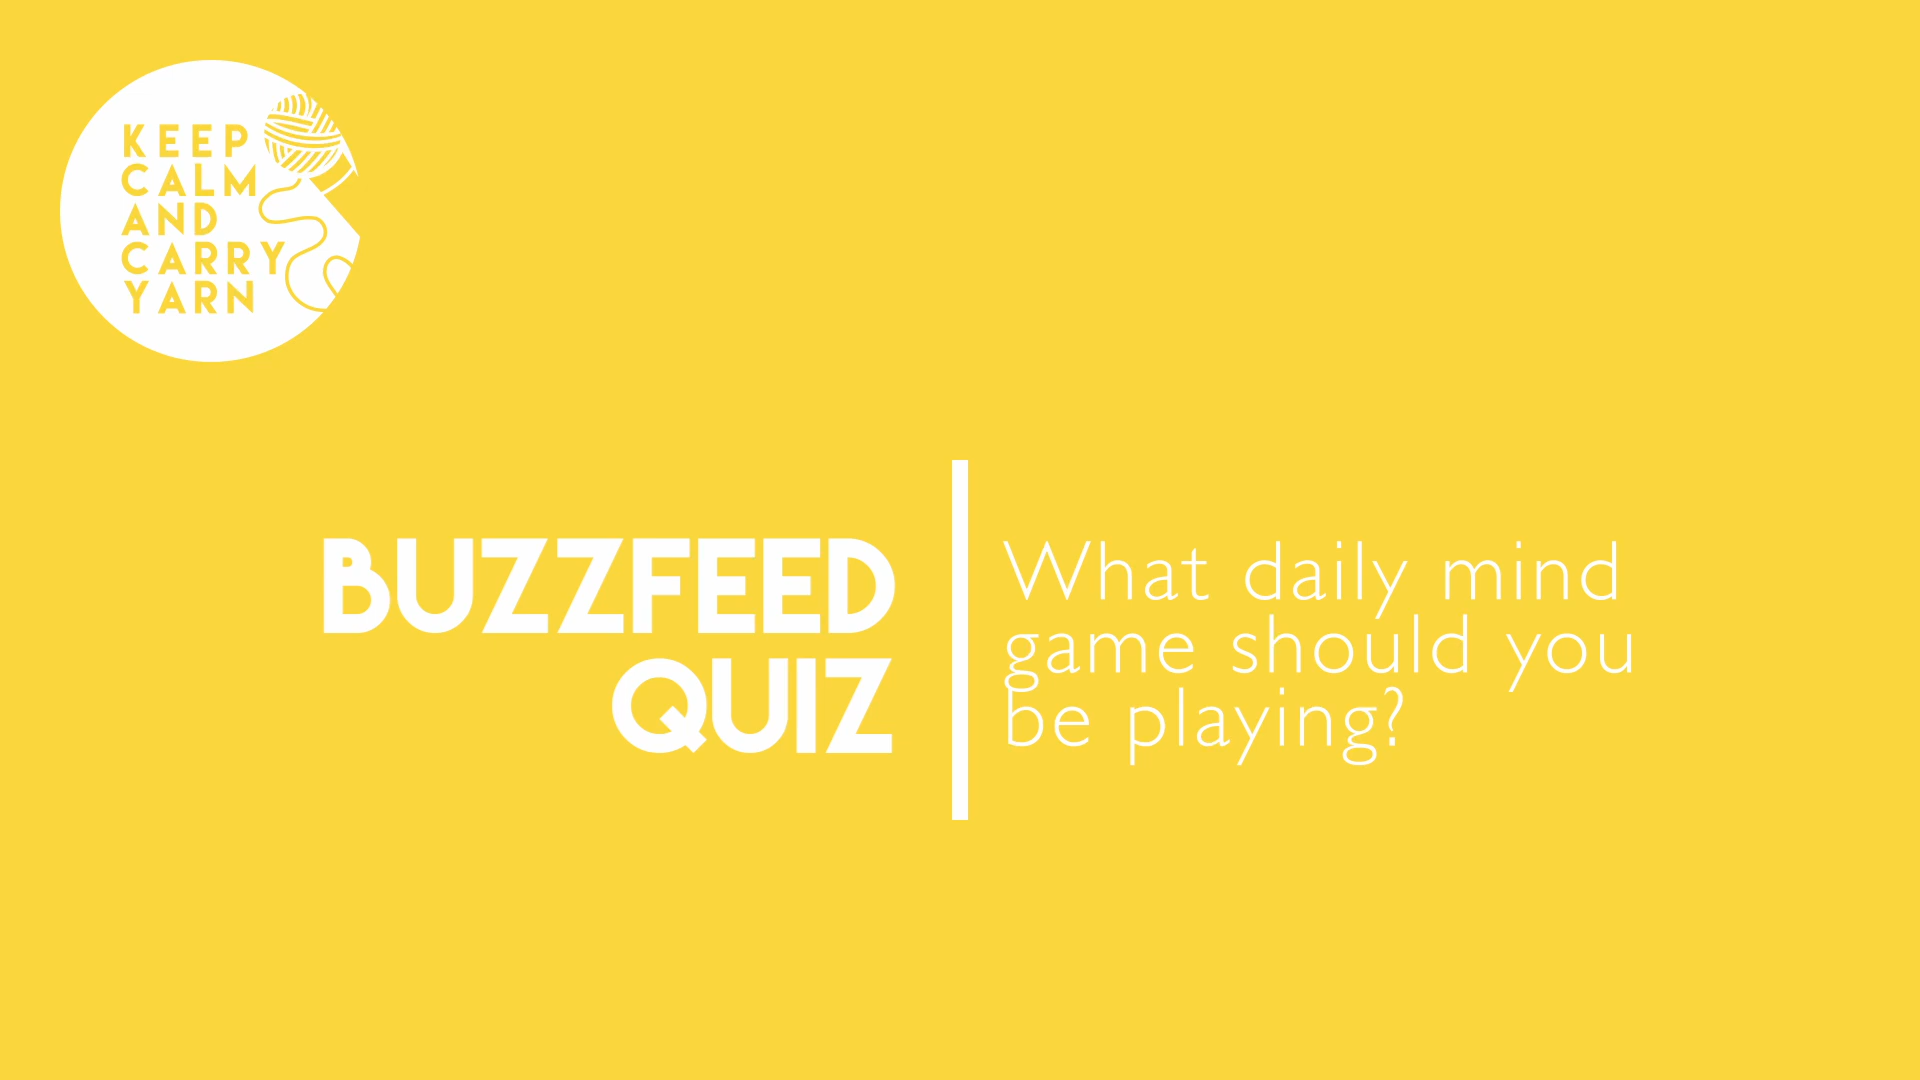 KEEP
CALM
AND
CARRY
YARN
BUZZFEED
QUIZ
What daily mind
game should you
be playing?